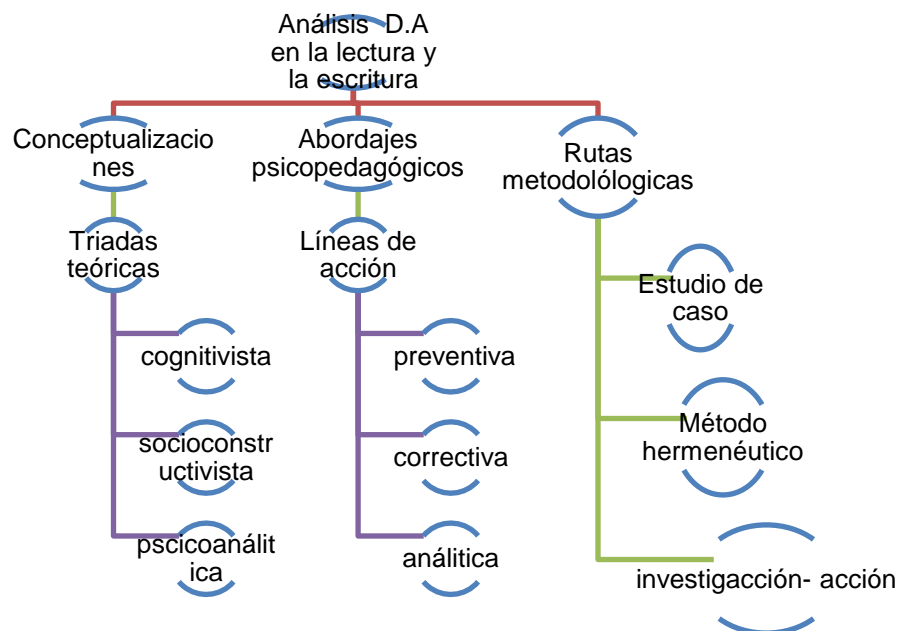 Análisis D.A
en la lectura y
la escritura
Conceptualizacio
nes
Abordajes
psicopedagógicos
Rutas
metodolólogicas
Triadas
teóricas
Líneas de
acción
Estudio de
caso
cognitivista
preventiva
Método
hermenéutico
socioconstr
uctivista
correctiva
pscicoanálit
ica
análitica
investigacción- acción